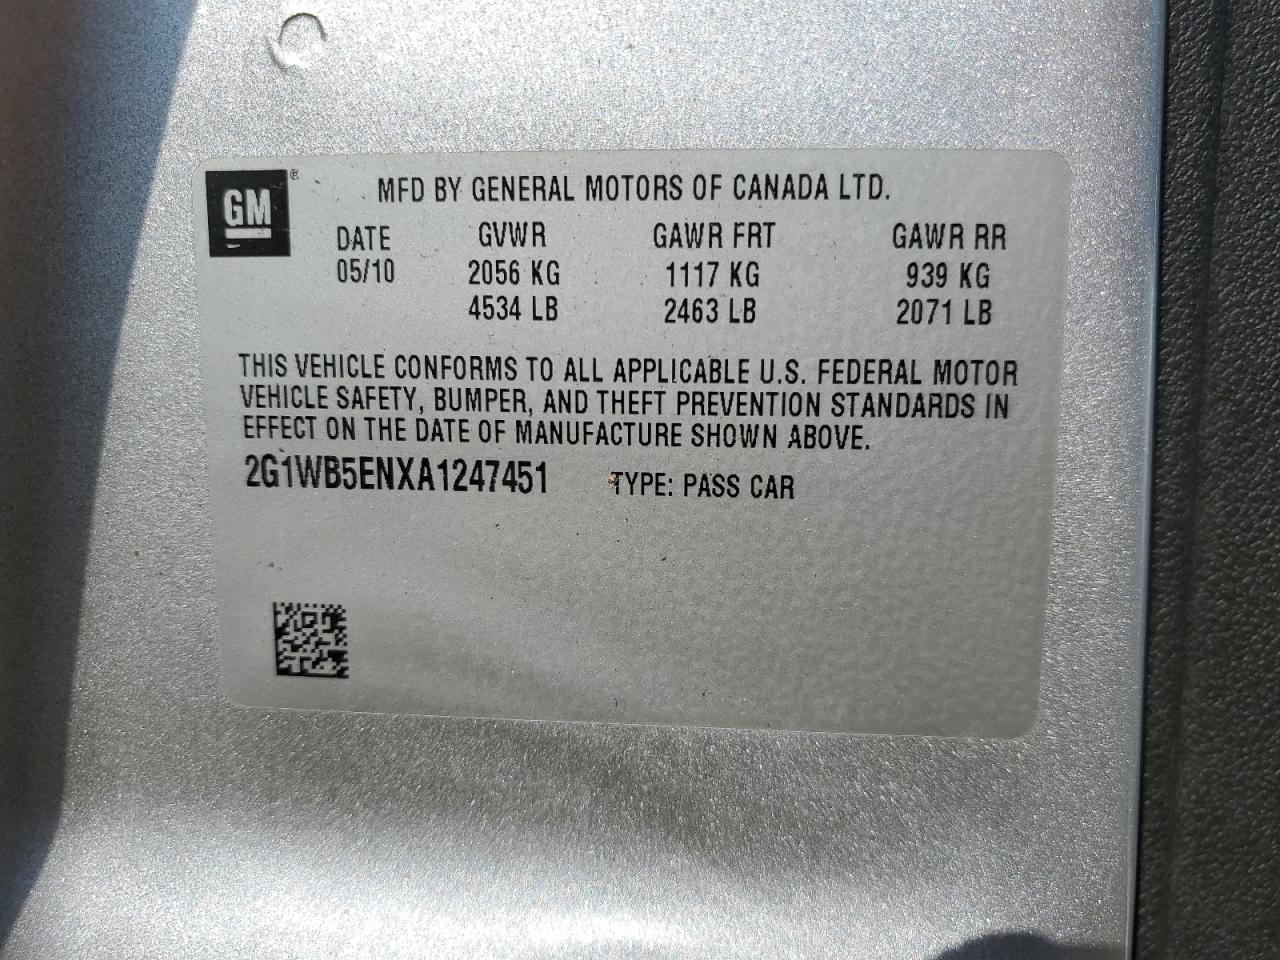 GM®
MFD BY GENERAL MOTORS OF CANADA LTD.
DATE GVWR GAWR FRT GAWR RR
05/10 2056 KG 1117 KG 939 KG
4534 LB 2463 LB 2071 LB
THIS VEHICLE CONFORMS TO ALL APPLICABLE U.S. FEDERAL MOTOR
VEHICLE SAFETY, BUMPER, AND THEFT PREVENTION STANDARDS IN
EFFECT ON THE DATE OF MANUFACTURE SHOWN ABOVE.
2G1WB5ENXA1247451 TYPE: PASS CAR